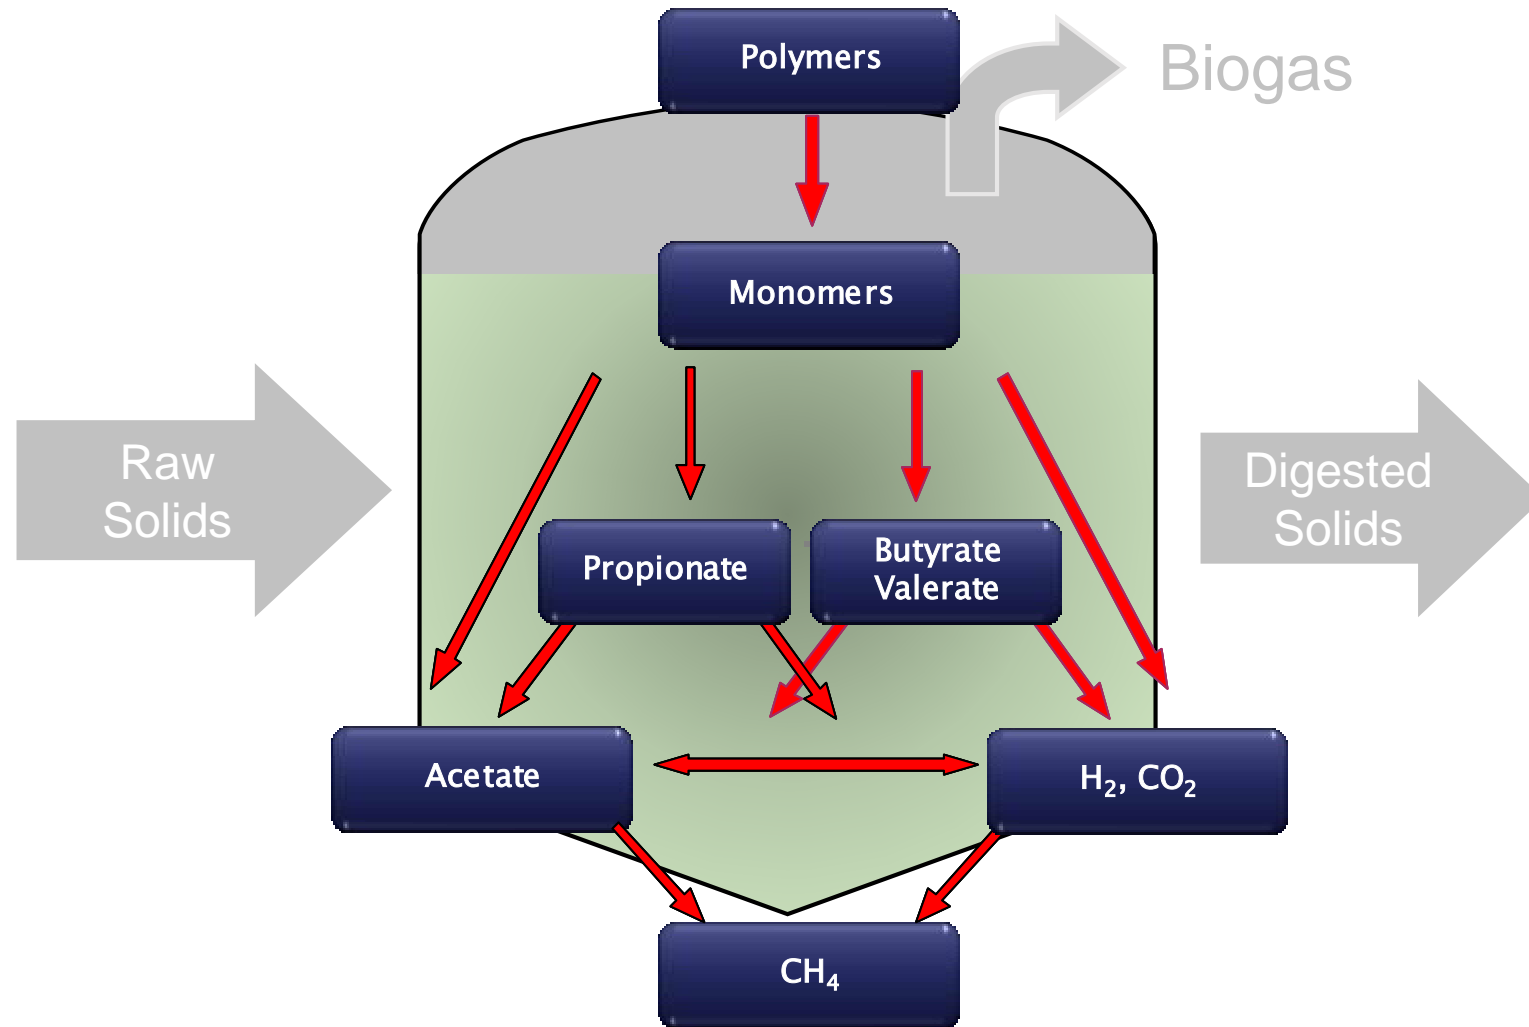 Polymers
Biogas
Monomers
Raw
Solids
Digested
Solids
Propionate
Butyrate
Valerate
Acetate
H₂, CO₂
CH₄